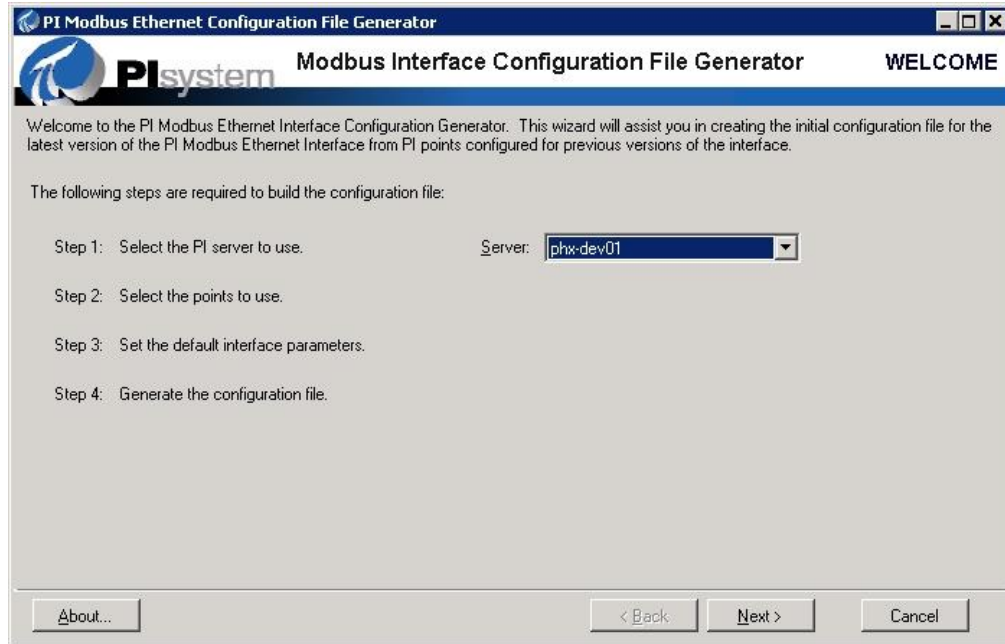 PI Modbus Ethernet Configuration File Generator
PIsystem
Modbus Interface Configuration File Generator
WELCOME
Welcome to the PI Modbus Ethernet Interface Configuration Generator. This wizard will assist you in creating the initial configuration file for the
latest version of the PI Modbus Ethernet Interface from PI points configured for previous versions of the interface.
The following steps are required to build the configuration file:
Step 1: Select the PI server to use.
Server: phx-dev01
Step 2: Select the points to use.
Step 3: Set the default interface parameters.
Step 4: Generate the configuration file.
About...
< Back
Next >
Cancel